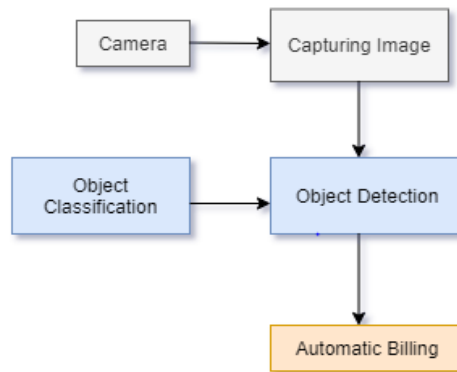 Camera
Capturing Image
Object
Classification
Object Detection
Automatic Billing